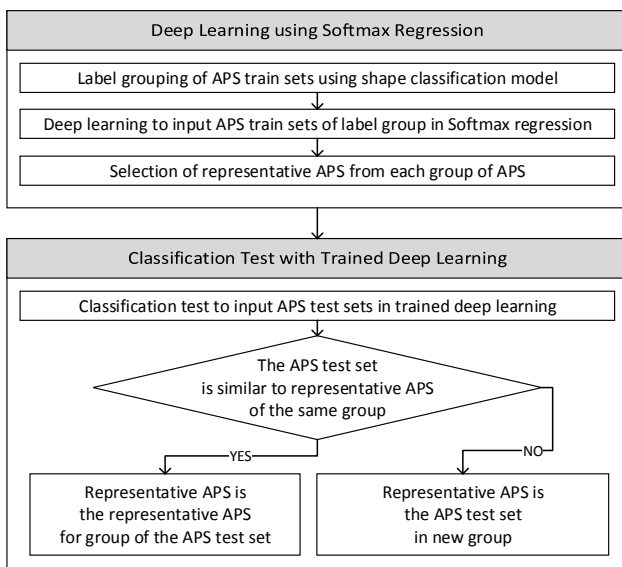 Deep Learning using Softmax Regression
Label grouping of APS train sets using shape classification model
Deep learning to input APS train sets of label group in Softmax regression
Selection of representative APS from each group of APS
Classification Test with Trained Deep Learning
Classification test to input APS test sets in trained deep learning
The APS test set
is similar to representative APS
of the same group
YES
NO
Representative APS is
the representative APS
for group of the APS test set
Representative APS is
the APS test set
in new group